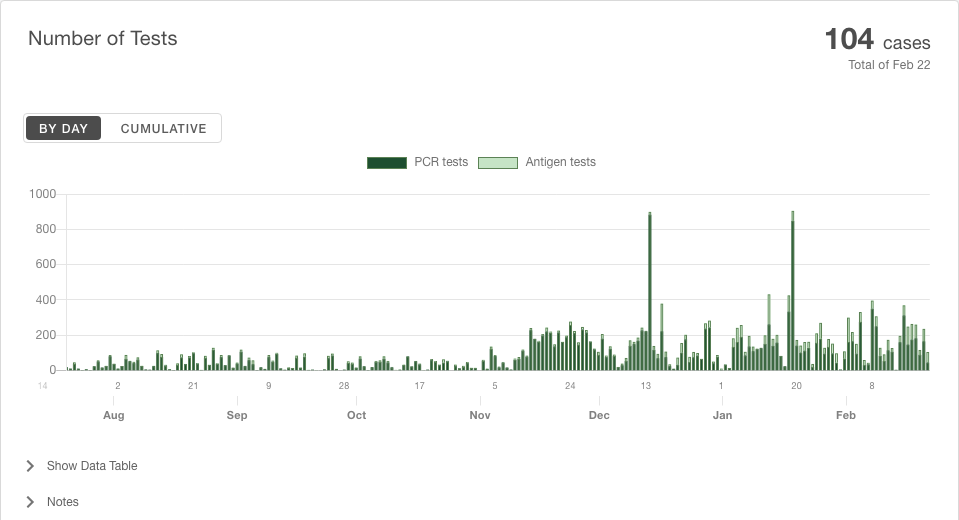 Number of Tests
104 cases
Total of Feb 22
BY DAY CUMULATIVE
PCR tests Antigen tests
1000
800
600
400
200
0
14 2 21 9 28 17 5 24 13 1 20 8
Aug Sep Oct Nov Dec Jan Feb
Show Data Table
Notes